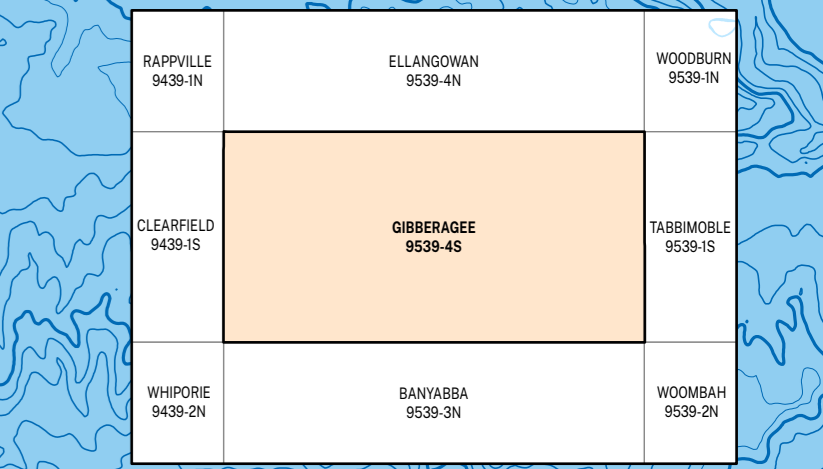 RAPPVILLE
9439-1N
ELLANGOWAN
9539-4N
WOODBURN
9539-1N
CLEARFIELD
9439-1S
GIBBERAGEE
9539-4S
TABBIMOBLE
9539-1S
WHIPORIE
9439-2N
BANYABBA
9539-3N
WOOMBAH
9539-2N